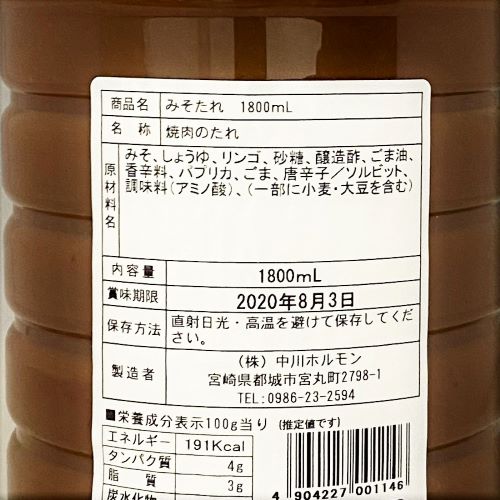 商品名 みそたれ 1800mL
名称 焼肉のたれ
原材料名 みそ、しょうゆ、リンゴ、砂糖、醸造酢、ごま油、
香辛料、パプリカ、ごま、唐辛子／ソルビット、
調味料(アミノ酸)、(一部に小麦・大豆を含む)
内容量 1800mL
賞味期限 2020年8月3日
保存方法 直射日光・高温を避けて保存してくだ
さい。
製造者 (株) 中川ホルモン
宮崎県都城市宮丸町2798-1
TEL:0986-23-2594
■栄養成分表示100g当り (推定値です)
エネルギー 191Kcal
タンパク質 4g
脂質 3g
炭水化物
4 904227 001146